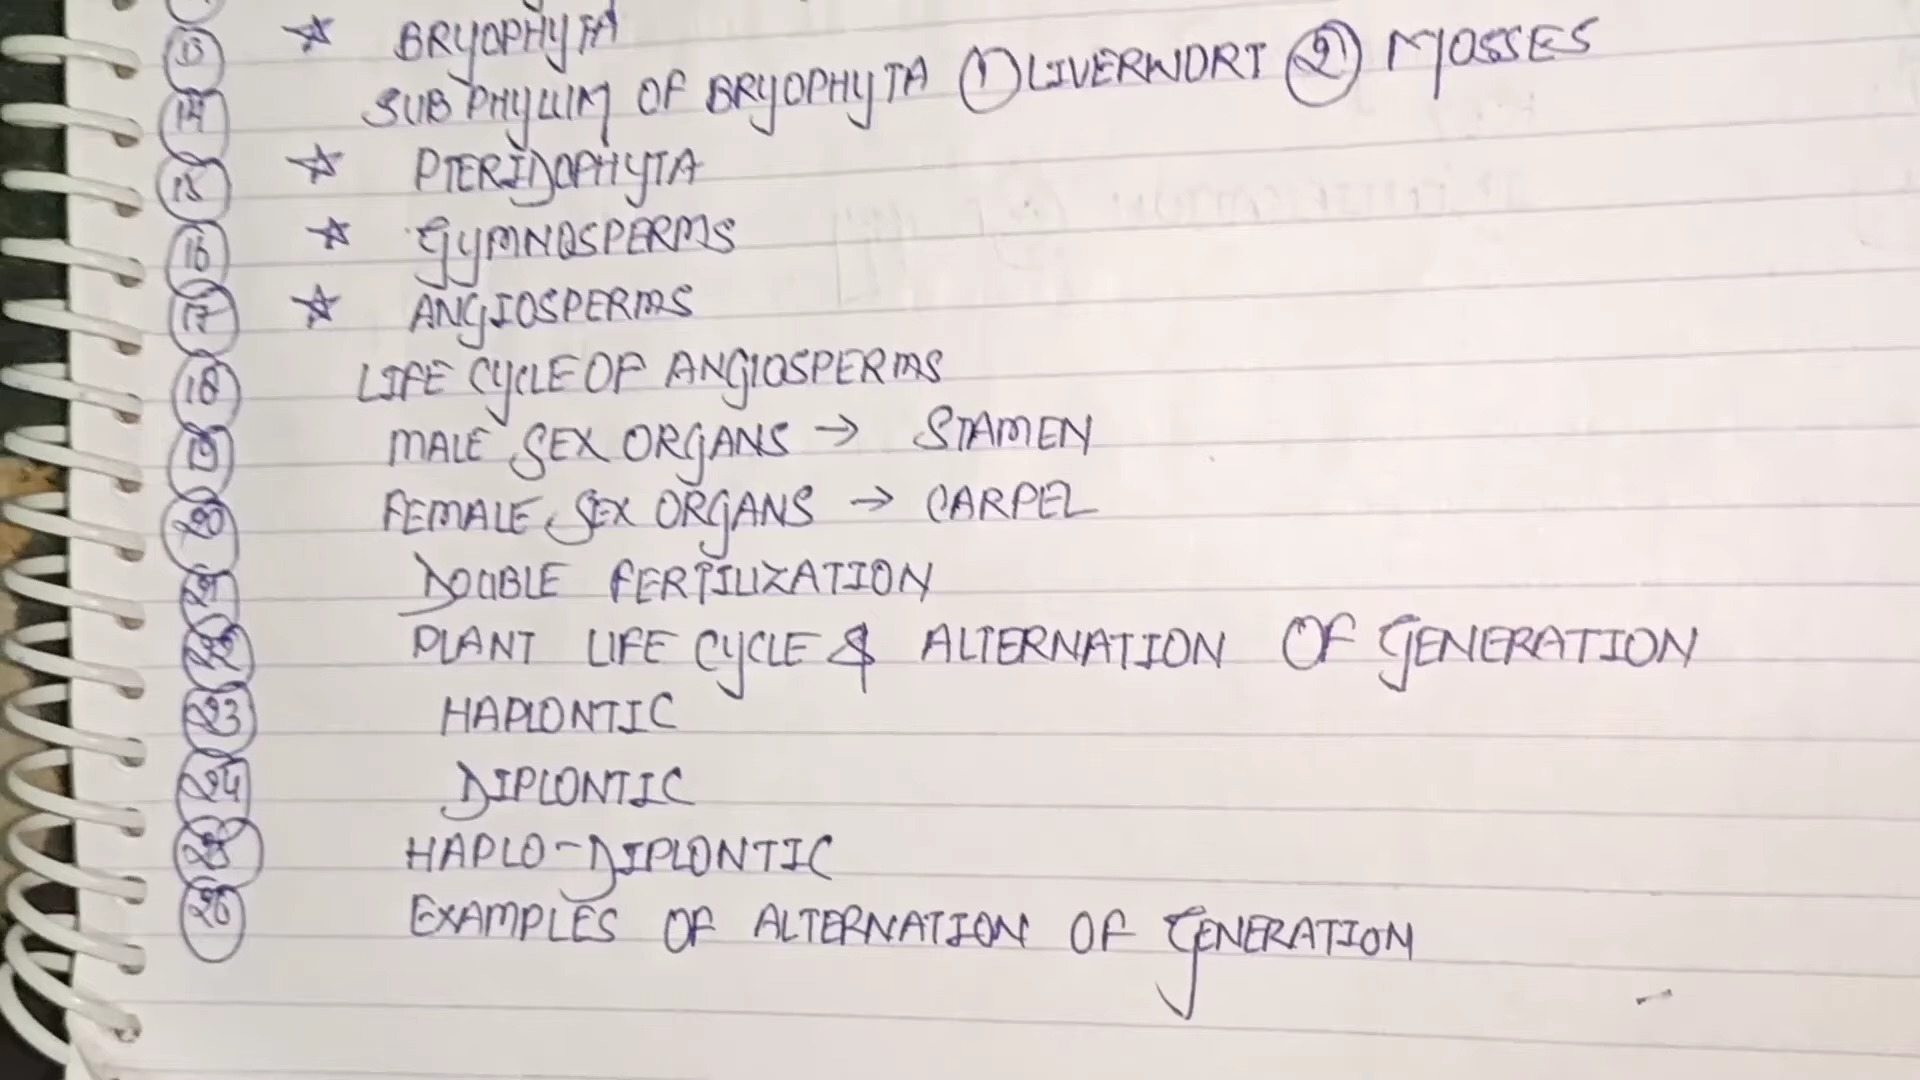 13 ☆ BRYOPHYTA
14 SUB PHYLUM OF BRYOPHYTA ① LIVERWORT ② MOSSES
15 ☆ PTERIDOPHYTA
16 ☆ GYMNOSPERMS
17 ☆ ANGIOSPERMS
18 LIFE CYCLE OF ANGIOSPERMS
19 MALE SEX ORGANS → STAMEN
20 FEMALE SEX ORGANS → CARPEL
21 DOUBLE FERTILIZATION
22 PLANT LIFE CYCLE & ALTERNATION OF GENERATION
23 HAPLONTIC
24 DIPLONTIC
25 HAPLO-DIPLONTIC
26 EXAMPLES OF ALTERNATION OF GENERATION